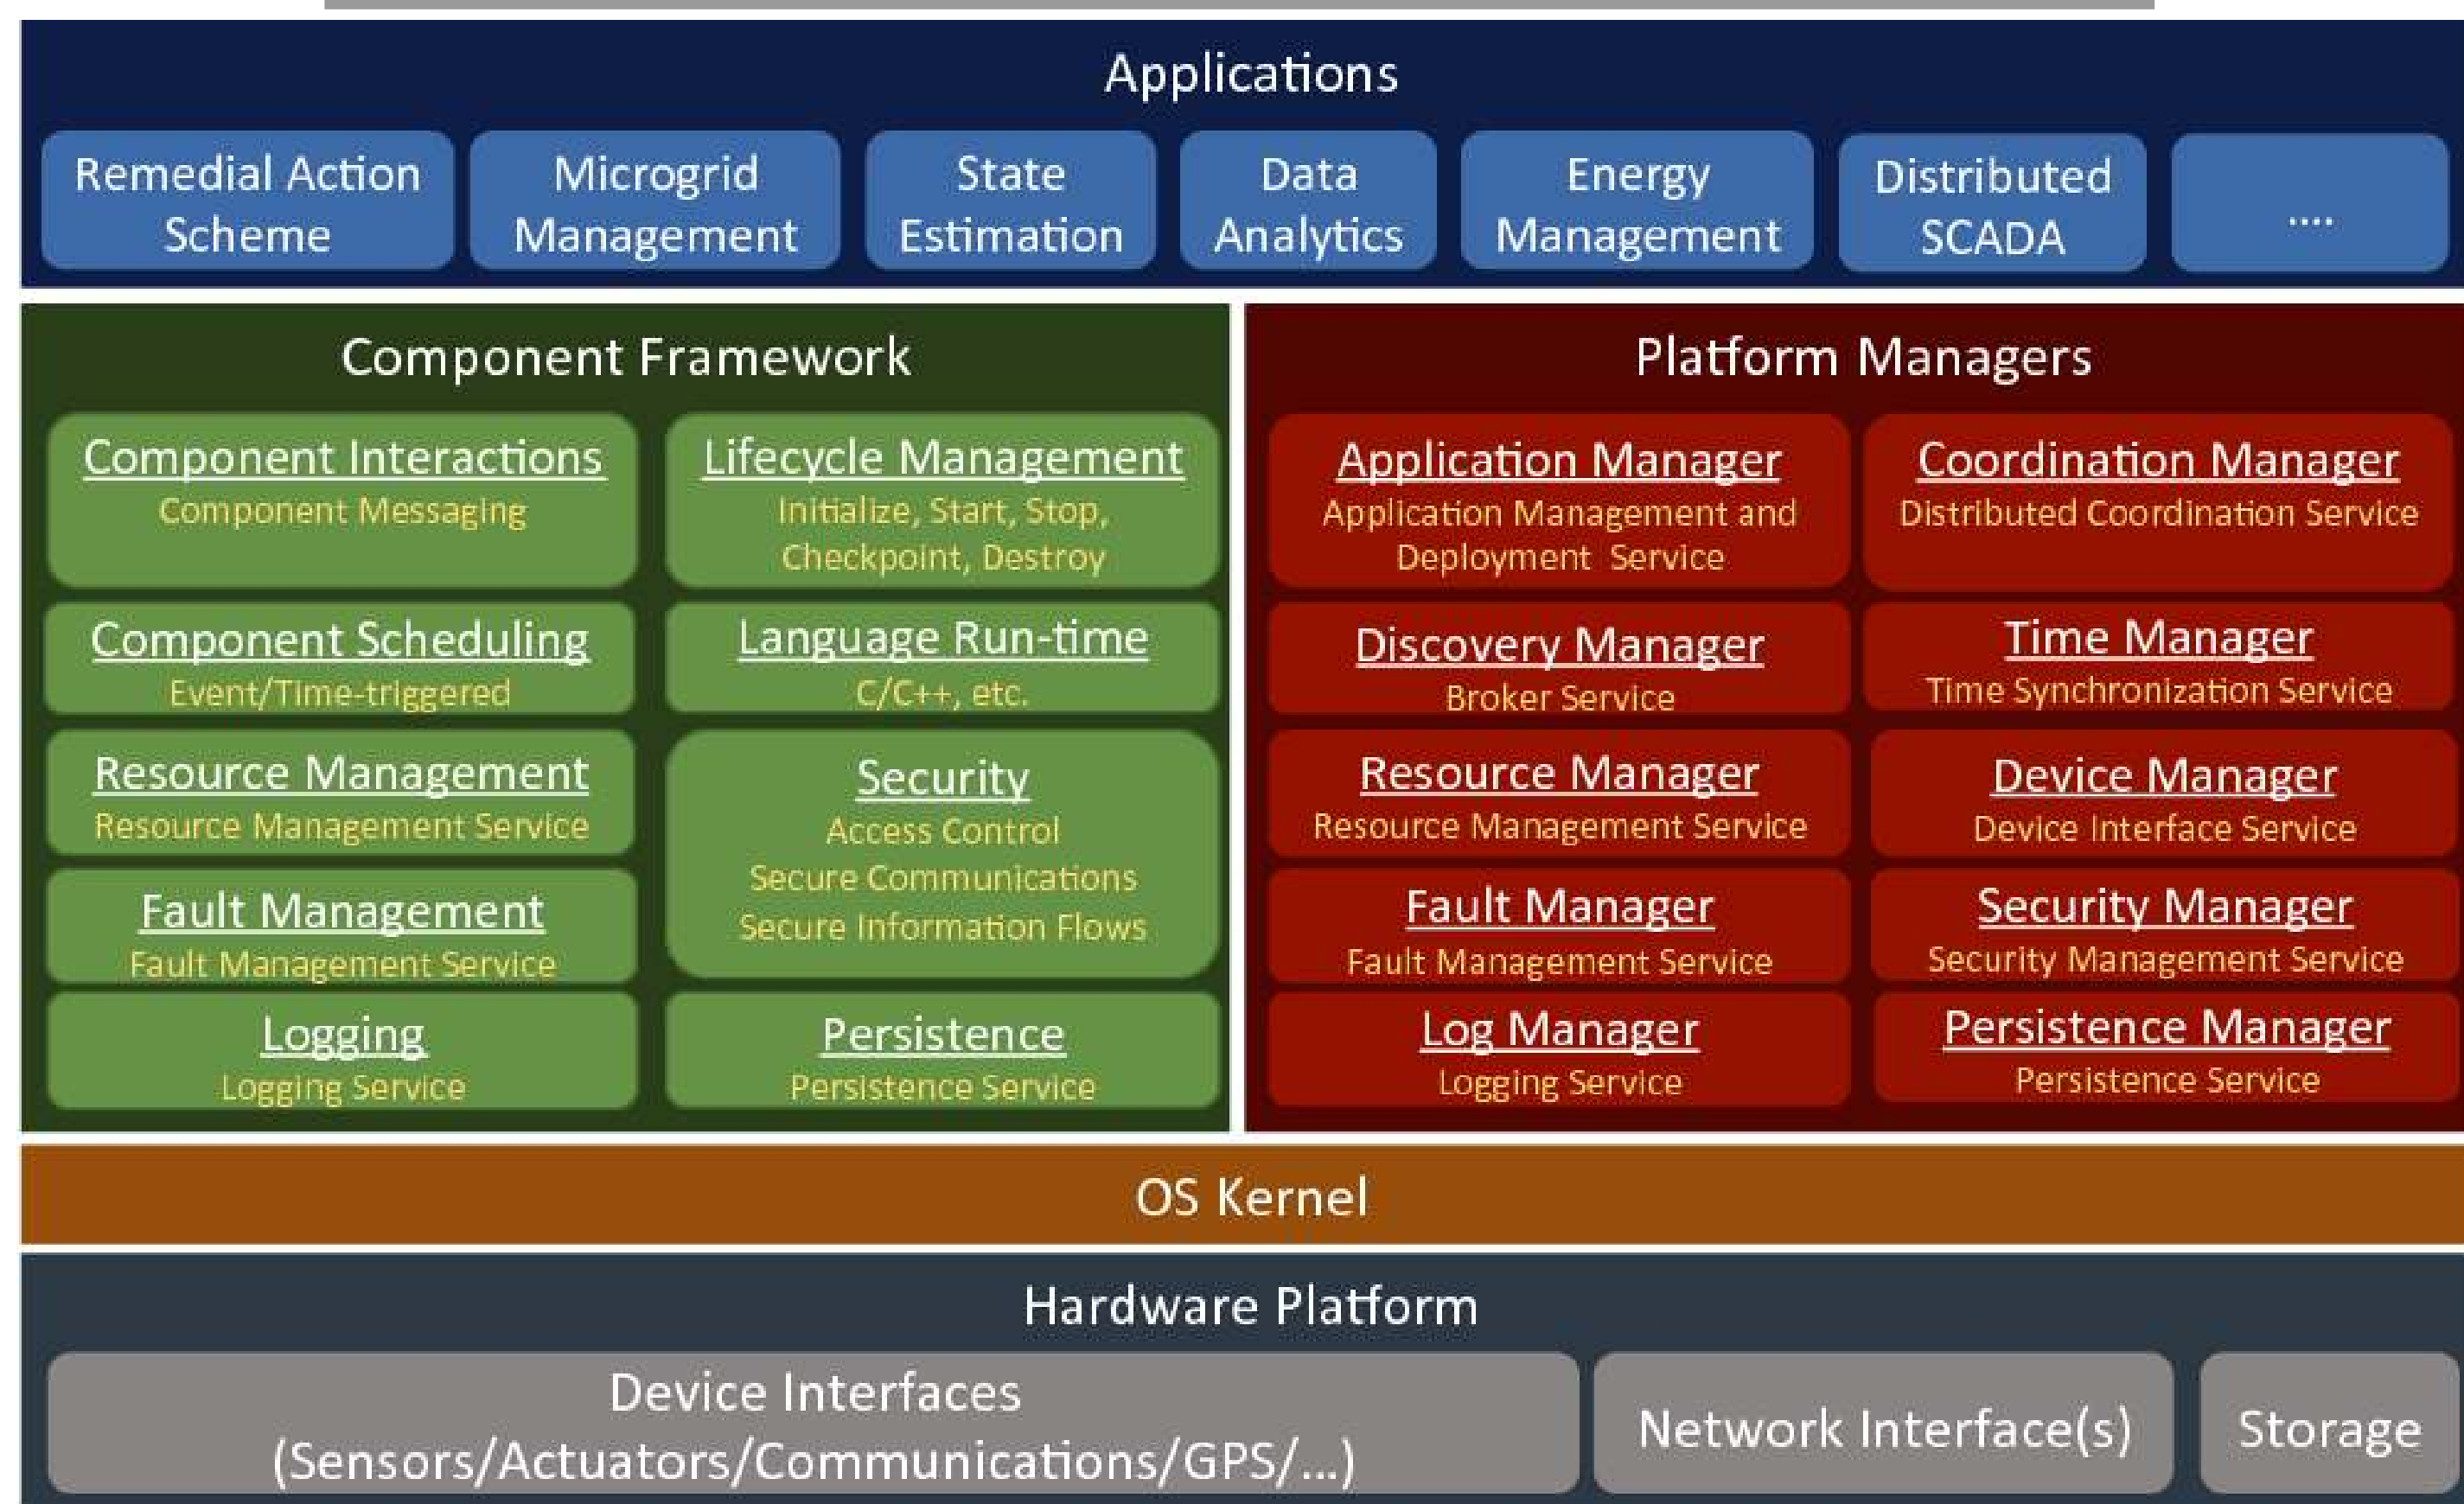 Applications
Remedial Action
Scheme
Microgrid
Management
State
Estimation
Data
Analytics
Energy
Management
Distributed
SCADA
....
Component Framework
Component Interactions
Component Messaging
Lifecycle Management
Initialize, Start, Stop,
Checkpoint, Destroy
Component Scheduling
Event/Time-triggered
Language Run-time
C/C++, etc.
Resource Management
Resource Management Service
Security
Access Control
Secure Communications
Secure Information Flows
Fault Management
Fault Management Service
Logging
Logging Service
Persistence
Persistence Service
Platform Managers
Application Manager
Application Management and
Deployment Service
Coordination Manager
Distributed Coordination Service
Discovery Manager
Broker Service
Time Manager
Time Synchronization Service
Resource Manager
Resource Management Service
Device Manager
Device Interface Service
Fault Manager
Fault Management Service
Security Manager
Security Management Service
Log Manager
Logging Service
Persistence Manager
Persistence Service
OS Kernel
Hardware Platform
Device Interfaces
(Sensors/Actuators/Communications/GPS/...)
Network Interface(s)
Storage